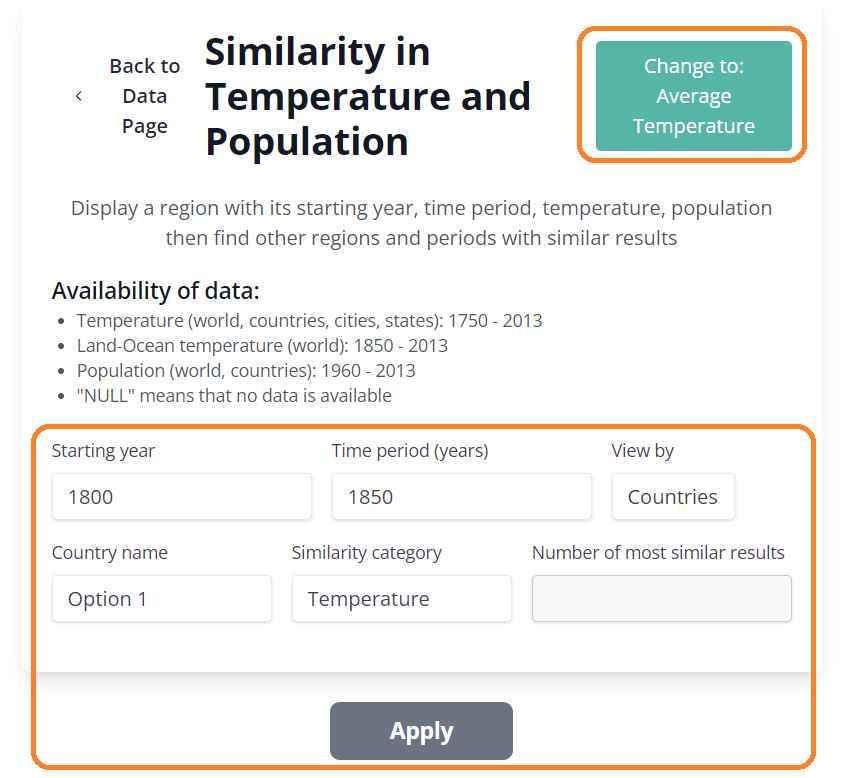 Back to
Data
Page
Similarity in
Temperature and
Population
Change to:
Average
Temperature
Display a region with its starting year, time period, temperature, population
then find other regions and periods with similar results
Availability of data:
Temperature (world, countries, cities, states): 1750 - 2013
Land-Ocean temperature (world): 1850 - 2013
Population (world, countries): 1960 - 2013
"NULL" means that no data is available
Starting year
Time period (years)
View by
1800
1850
Countries
Country name
Similarity category
Number of most similar results
Option 1
Temperature
Apply